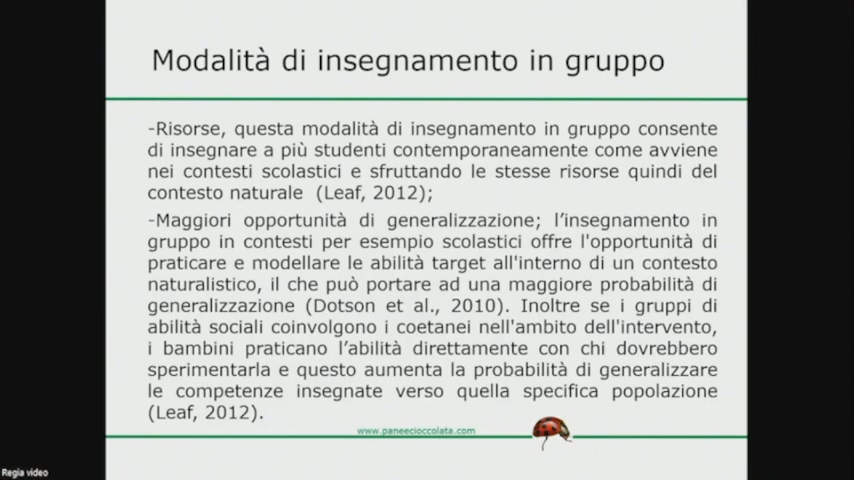 Modalità di insegnamento in gruppo
-Risorse, questa modalità di insegnamento in gruppo consente
di insegnare a più studenti contemporaneamente come avviene
nei contesti scolastici e sfruttando le stesse risorse quindi del
contesto naturale (Leaf, 2012);
-Maggiori opportunità di generalizzazione; l’insegnamento in
gruppo in contesti per esempio scolastici offre l'opportunità di
praticare e modellare le abilità target all'interno di un contesto
naturalistico, il che può portare ad una maggiore probabilità di
generalizzazione (Dotson et al., 2010). Inoltre se i gruppi di
abilità sociali coinvolgono i coetanei nell'ambito dell'intervento,
i bambini praticano l’abilità direttamente con chi dovrebbero
sperimentarla e questo aumenta la probabilità di generalizzare
le competenze insegnate verso quella specifica popolazione
(Leaf, 2012).
www.paneecioccolata.com
Regia video